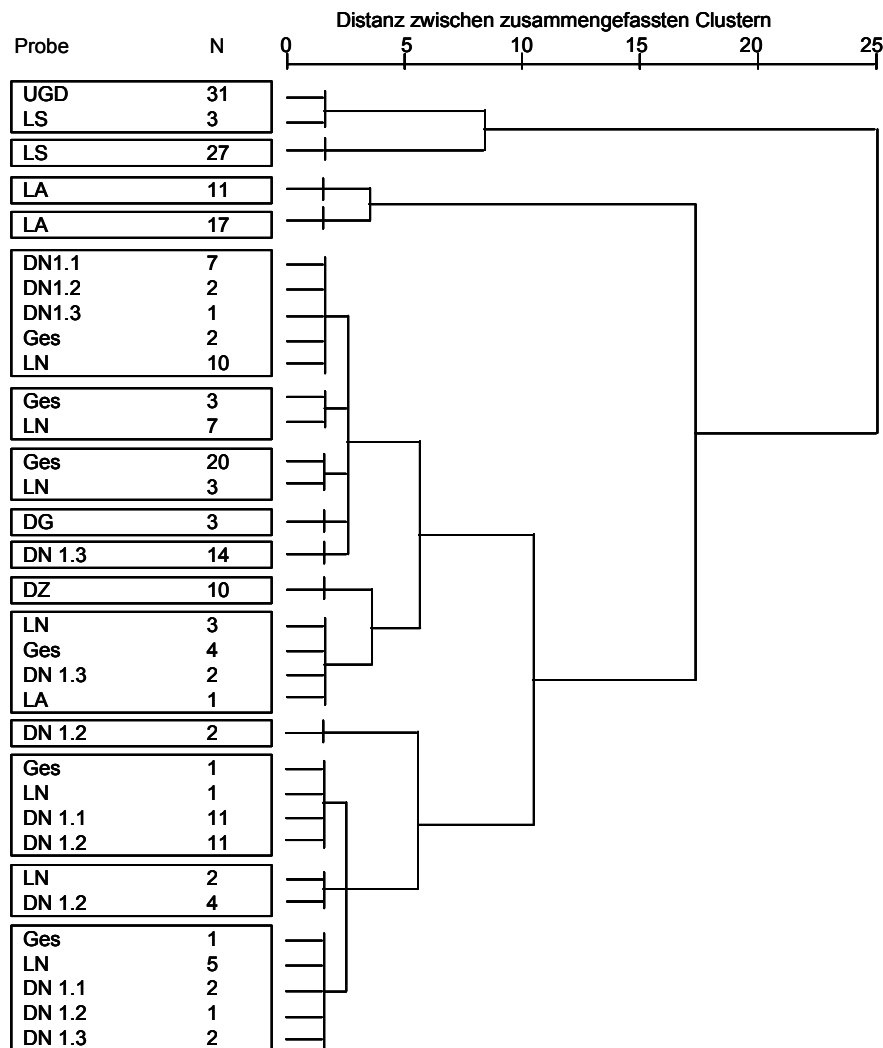 Distanz zwischen zusammengefassten Clustern
Probe N 0 5 10 15 20 25
UGD 31
LS 3
LS 27
LA 11
LA 17
DN1.1 7
DN1.2 2
DN1.3 1
Ges 2
LN 10
Ges 3
LN 7
Ges 20
LN 3
DG 3
DN 1.3 14
DZ 10
LN 3
Ges 4
DN 1.3 2
LA 1
DN 1.2 2
Ges 1
LN 1
DN 1.1 11
DN 1.2 11
LN 2
DN 1.2 4
Ges 1
LN 5
DN 1.1 2
DN 1.2 1
DN 1.3 2